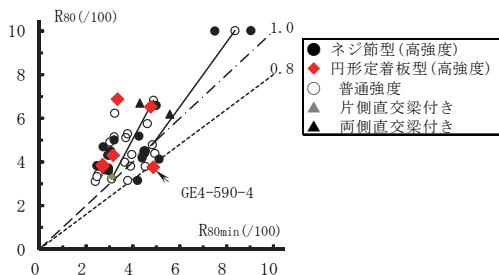 R80(/100)
10
8
6
4
2
0
0
2
4
6
8
10
1.0
0.8
GE4-590-4
R80min(/100)
ネジ節型(高強度)
円形定着板型(高強度)
普通強度
片側直交梁付き
両側直交梁付き